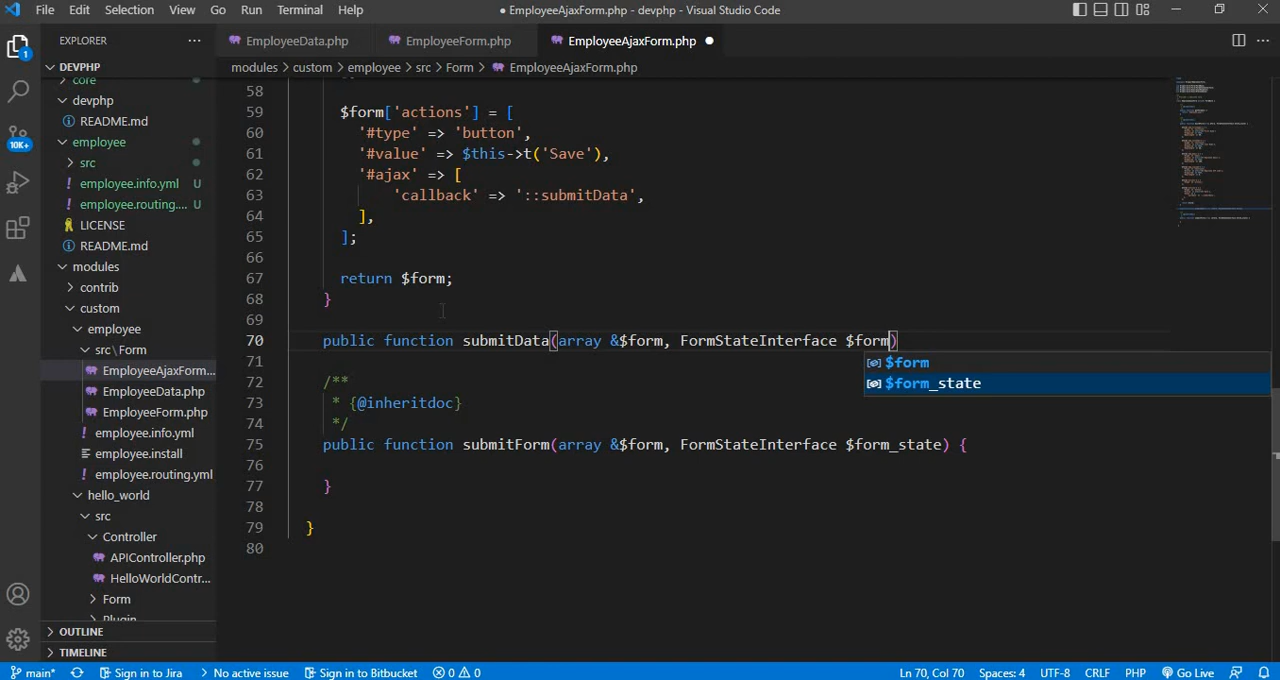 File Edit Selection View Go Run Terminal Help ● EmployeeAjaxForm.php - devphp - Visual Studio Code
EXPLORER ···
EmployeeData.php EmployeeForm.php EmployeeAjaxForm.php ●
DEVPHP
modules > custom > employee > src > Form > EmployeeAjaxForm.php
1
10K+
core
devphp
README.md
employee
src
employee.info.yml U
employee.routing.... U
LICENSE
README.md
modules
contrib
custom
employee
src\Form
EmployeeAjaxForm...
EmployeeData.php
EmployeeForm.php
employee.info.yml
employee.install
employee.routing.yml
hello_world
src
Controller
APIController.php
HelloWorldContr...
Form
Plugin
OUTLINE
TIMELINE
58
59 $form['actions'] = [
60 '#type' => 'button',
61 '#value' => $this->t('Save'),
62 '#ajax' => [
63 'callback' => '::submitData',
64 ],
65 ];
66
67 return $form;
68 }
69
70 public function submitData(array &$form, FormStateInterface $form)
$form
$form_state
71
72 /**
73 * {@inheritdoc}
74 */
75 public function submitForm(array &$form, FormStateInterface $form_state) {
76
77 }
78
79 }
80
main* Sign in to Jira No active issue Sign in to Bitbucket 0 0 Ln 70, Col 70 Spaces: 4 UTF-8 CRLF PHP Go Live